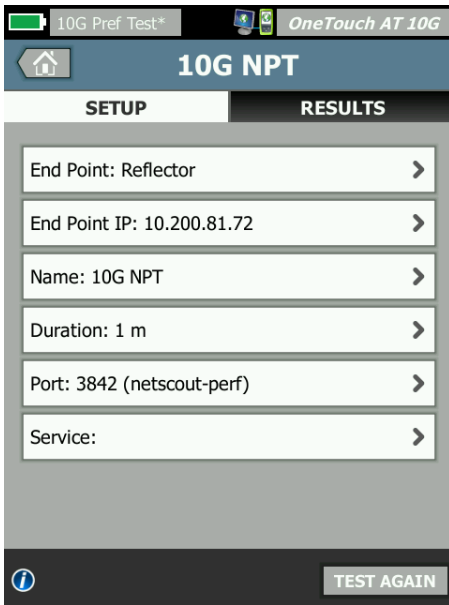 10G Pref Test*
OneTouch AT 10G
10G NPT
SETUP
RESULTS
End Point: Reflector
End Point IP: 10.200.81.72
Name: 10G NPT
Duration: 1 m
Port: 3842 (netscout-perf)
Service:
TEST AGAIN